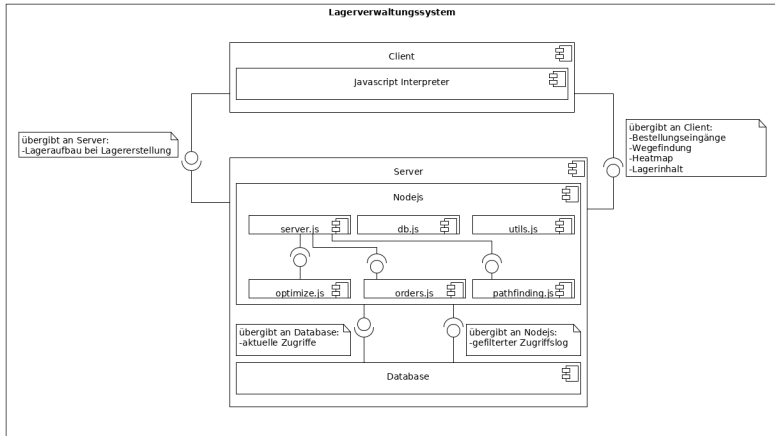 Lagerverwaltungssystem
Client
Javascript Interpreter
übergibt an Server:
-Lageraufbau bei Lagererstellung
übergibt an Client:
-Bestellungseingänge
-Wegefindung
-Heatmap
-Lagerinhalt
Server
Nodejs
server.js
db.js
utils.js
optimize.js
orders.js
pathfinding.js
übergibt an Database:
-aktuelle Zugriffe
übergibt an Nodejs:
-gefilterter Zugriffslog
Database